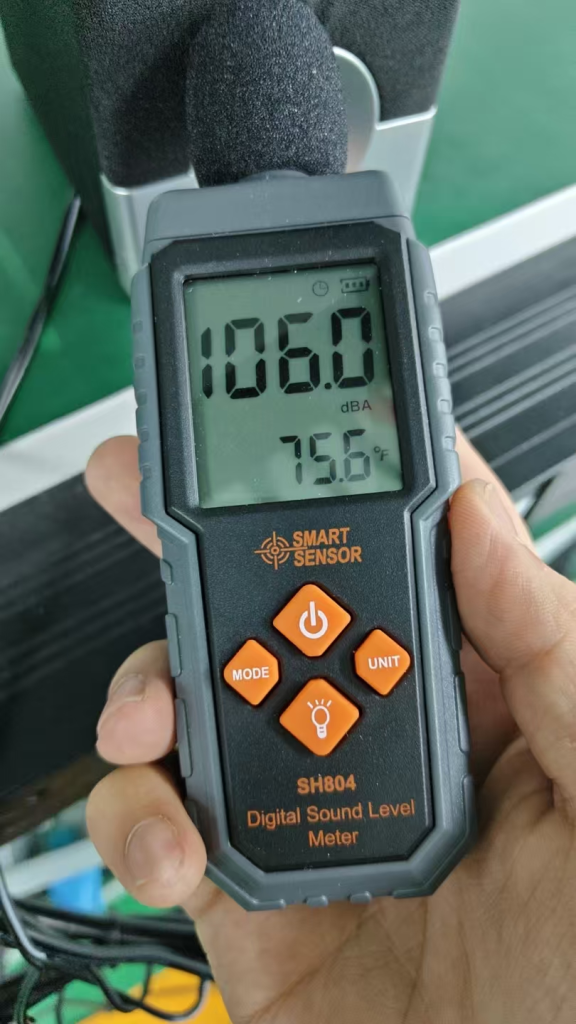 106.0
dBA
75.6°F
SMART
SENSOR
MODE
UNIT
SH804
Digital Sound Level
Meter